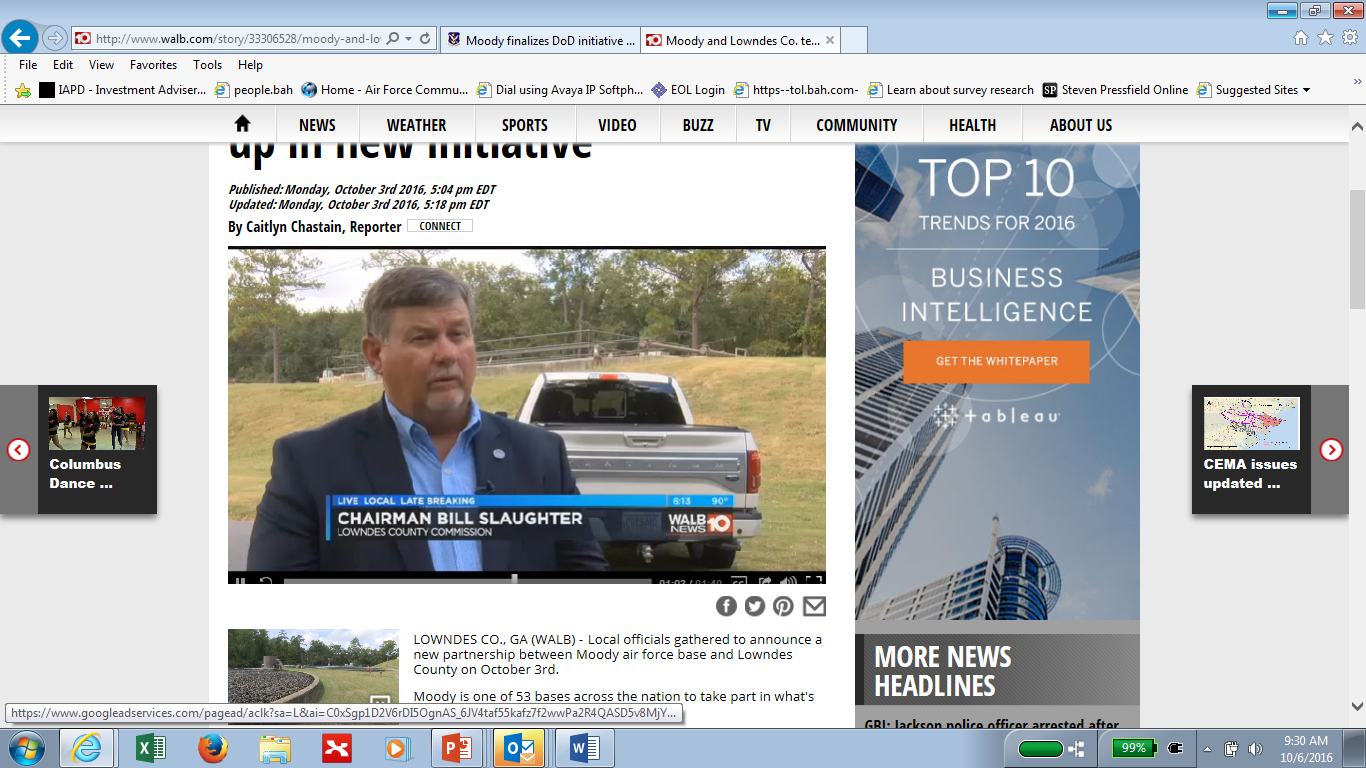 http://www.walb.com/story/33306528/moody-and-lo
Moody finalizes DoD initiative ...
Moody and Lowndes Co. te...
File Edit View Favorites Tools Help
IAPD - Investment Adviser...
people.bah
Home - Air Force Commu...
Dial using Avaya IP Softph...
EOL Login
https--tol.bah.com-
Learn about survey research
SP Steven Pressfield Online
Suggested Sites
NEWS WEATHER SPORTS VIDEO BUZZ TV COMMUNITY HEALTH ABOUT US
up in new initiative
Published: Monday, October 3rd 2016, 5:04 pm EDT
Updated: Monday, October 3rd 2016, 5:18 pm EDT
By Caitlyn Chastain, Reporter CONNECT
LIVE LOCAL LATE BREAKING 6:13 90°
CHAIRMAN BILL SLAUGHTER
LOWNDES COUNTY COMMISSION
WALB
NEWS 10
TOP 10
TRENDS FOR 2016
BUSINESS
INTELLIGENCE
GET THE WHITEPAPER
tableau
Columbus
Dance ...
CEMA issues
updated ...
LOWNDES CO., GA (WALB) - Local officials gathered to announce a
new partnership between Moody air force base and Lowndes
County on October 3rd.
Moody is one of 53 bases across the nation to take part in what's
MORE NEWS
HEADLINES
GBI: Jackson police officer arrested after
https://www.googleadservices.com/pagead/aclk?sa=L&ai=C0xSgp1D2V6rDI5OgnAS_6JV4taf55kafz7f2wwPa2R4QASD5v8MjY...
99%
9:30 AM
10/6/2016